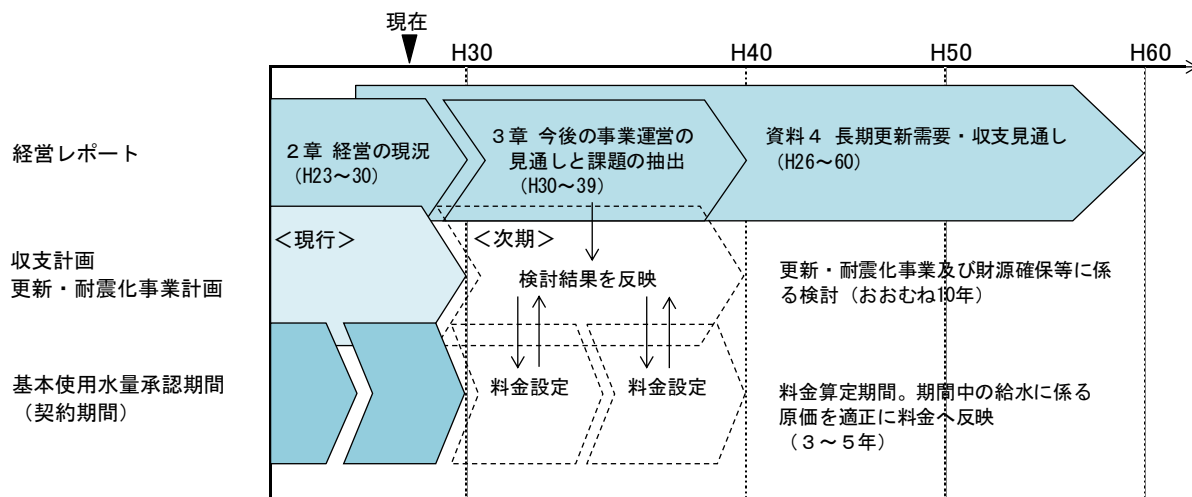 現在
H30
H40
H50
H60
経営レポート
２章 経営の現況
（H23～30）
３章 今後の事業運営の
見通しと課題の抽出
（H30～39）
資料４ 長期更新需要・収支見通し
（H26～60）
収支計画
更新・耐震化事業計画
＜現行＞
＜次期＞
検討結果を反映
更新・耐震化事業及び財源確保等に係
る検討（おおむね10年）
基本使用水量承認期間
（契約期間）
料金設定
料金設定
料金算定期間。期間中の給水に係る
原価を適正に料金へ反映
（３～５年）